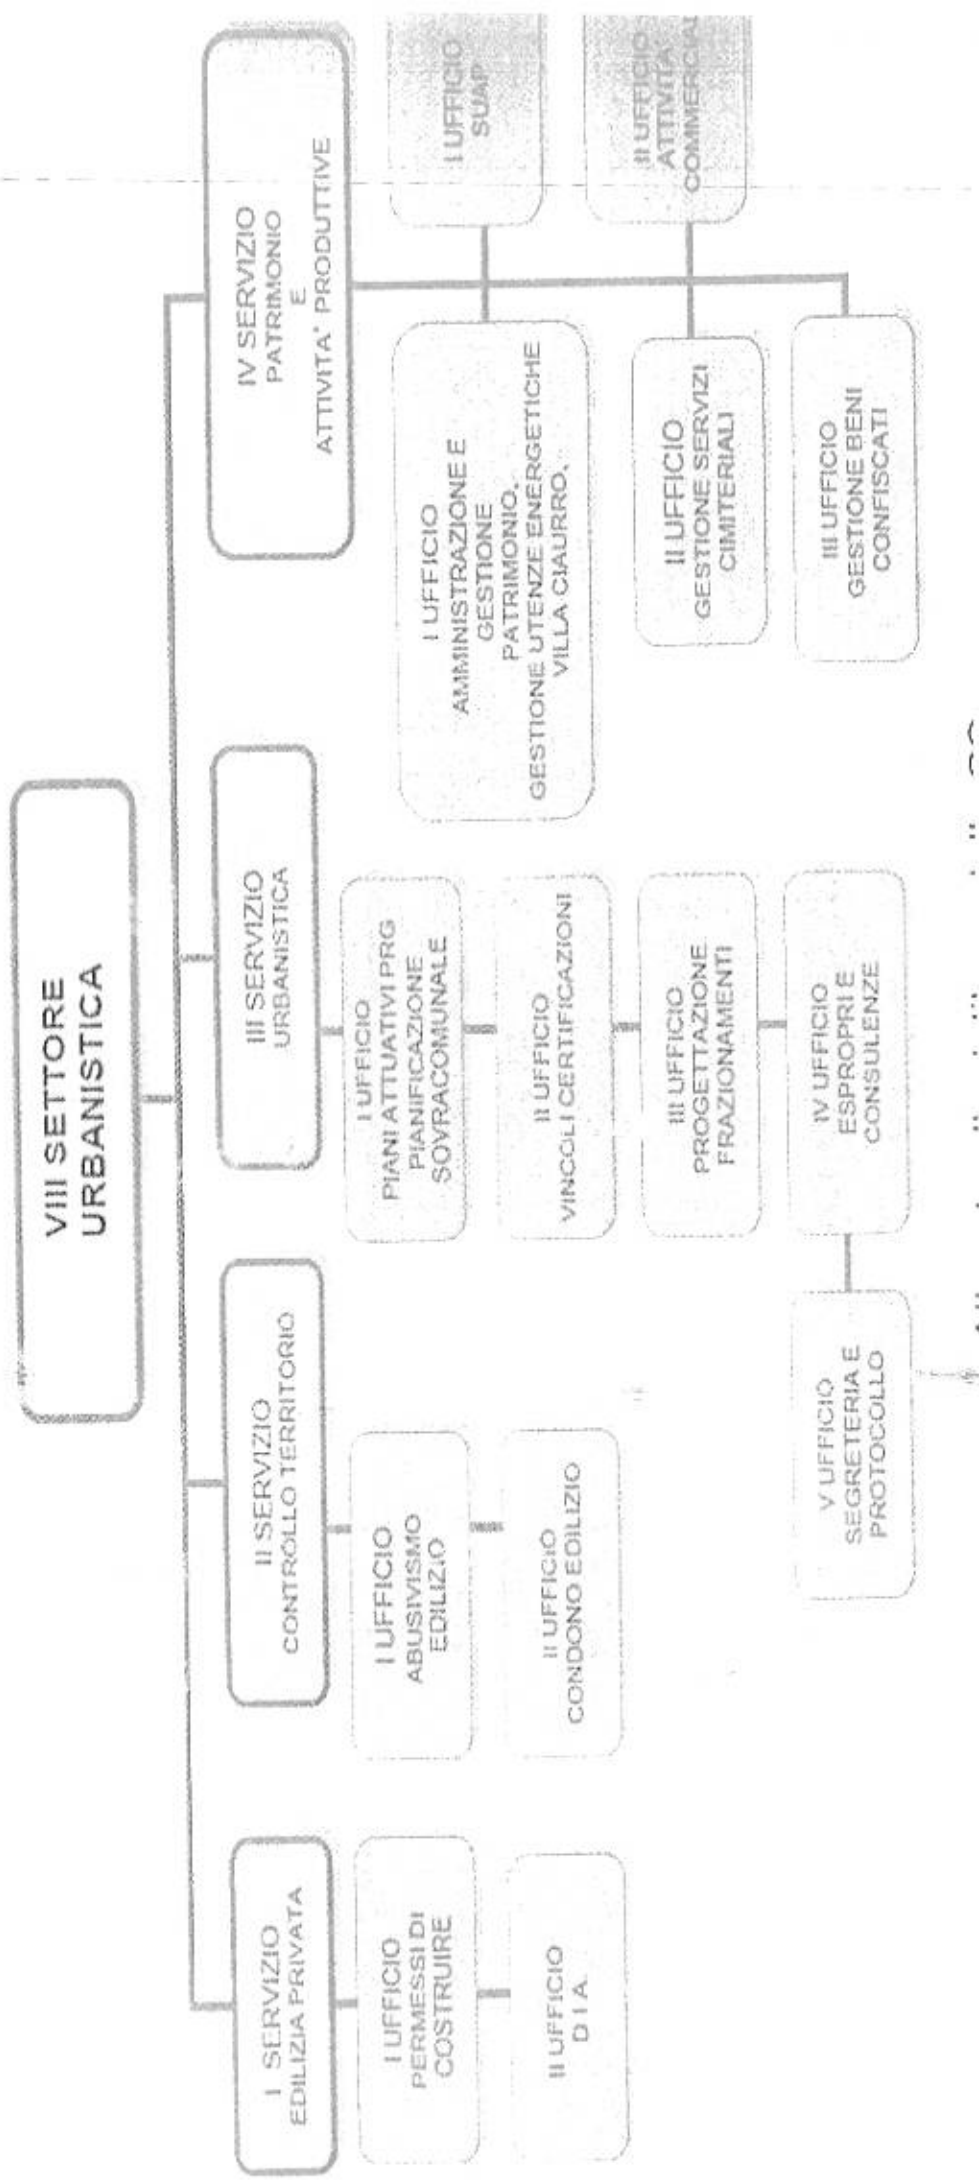 VIII SETTORE
URBANISTICA
I SERVIZIO
EDILIZIA PRIVATA
I UFFICIO
PERMESSI DI
COSTRUIRE
II UFFICIO
D I A
II SERVIZIO
CONTROLLO TERRITORIO
I UFFICIO
ABUSIVISMO
EDILIZIO
II UFFICIO
CONDONO EDILIZIO
III SERVIZIO
URBANISTICA
I UFFICIO
PIANI ATTUATIVI PRG
PIANIFICAZIONE
SOVRACOMUNALE
II UFFICIO
VINCOLI CERTIFICAZIONI
III UFFICIO
PROGETTAZIONE
FRAZIONAMENTI
IV UFFICIO
ESPROPRI E
CONSULENZE
V UFFICIO
SEGRETERIA E
PROTOCOLLO
IV SERVIZIO
PATRIMONIO
E
ATTIVITA' PRODUTTIVE
I UFFICIO
AMMINISTRAZIONE E
GESTIONE
PATRIMONIO.
GESTIONE UTENZE ENERGETICHE
VILLA CIAURRO.
II UFFICIO
GESTIONE SERVIZI
CIMITERIALI
III UFFICIO
GESTIONE BENI
CONFISCATI
I UFFICIO
SUAP
II UFFICIO
ATTIVITA'
COMMERCIAL